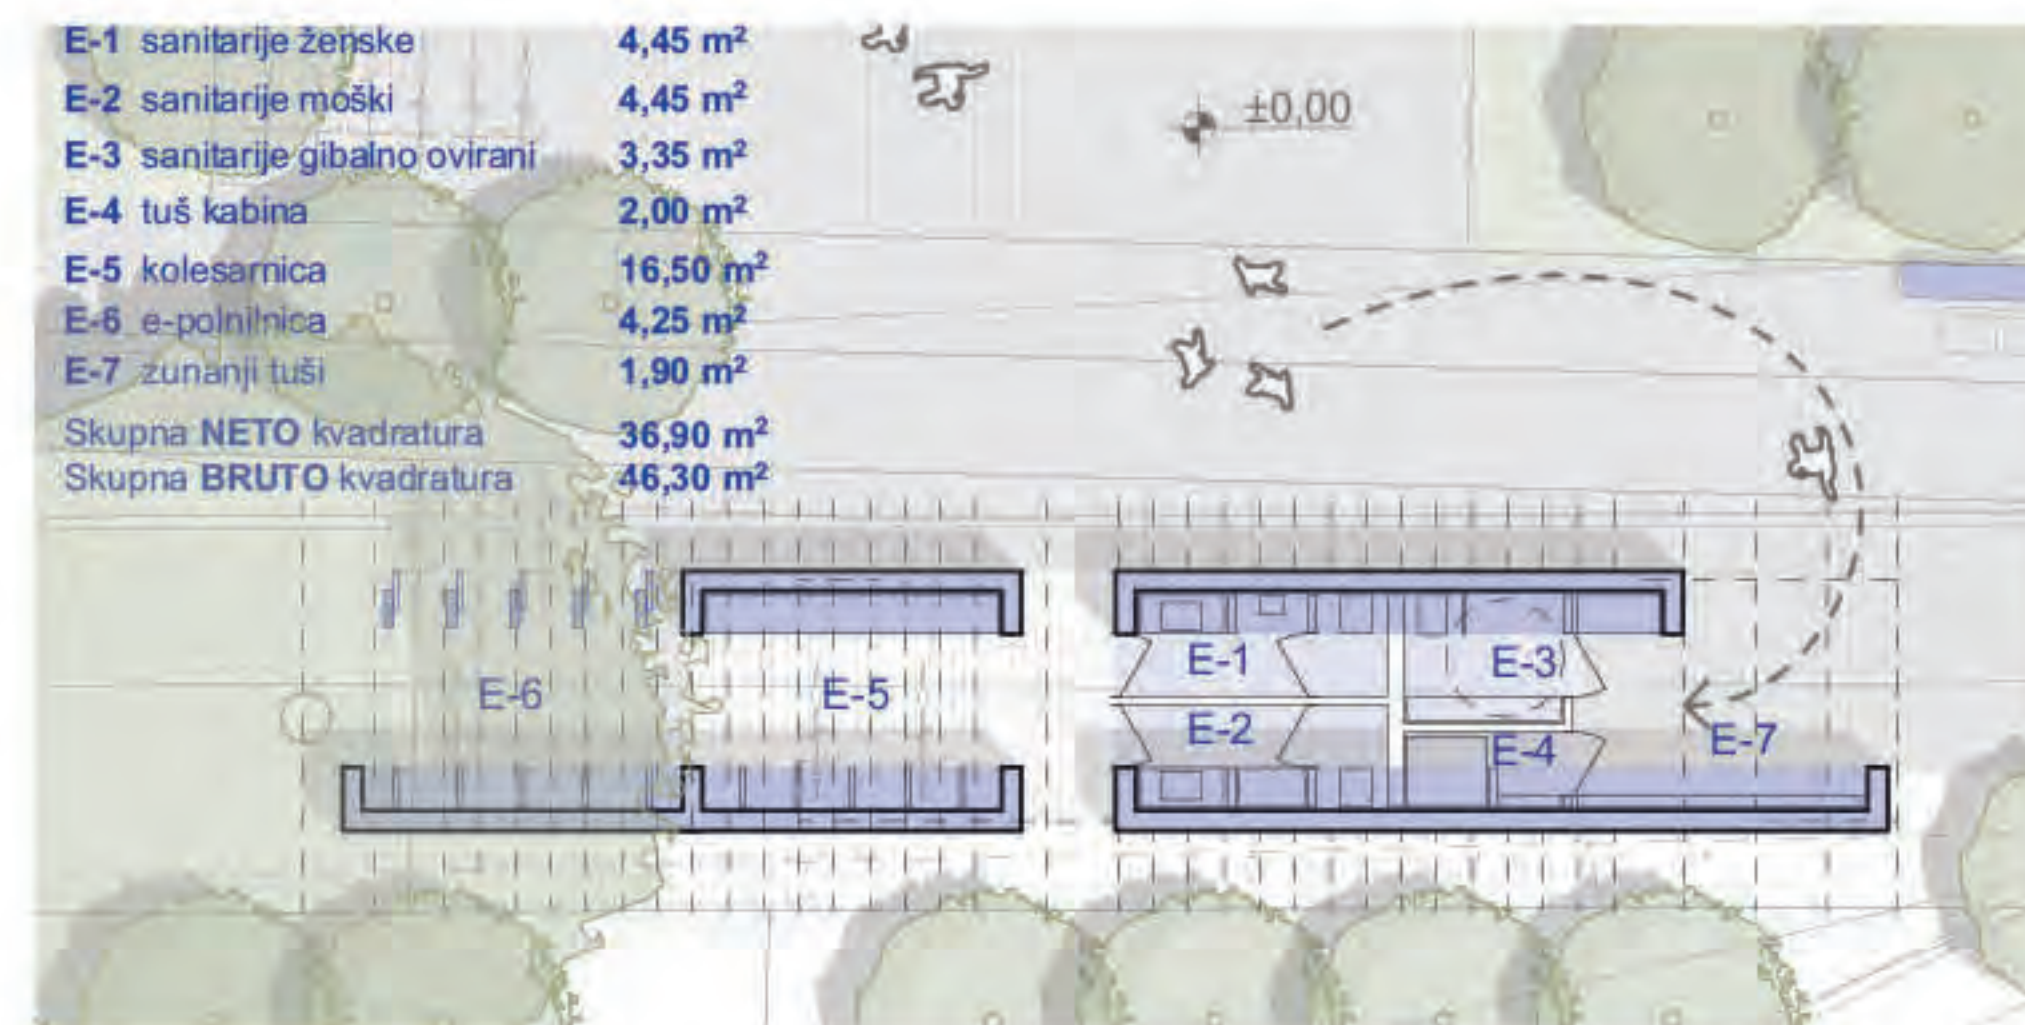 E-1 sanitarije ženske 4,45 m²
E-2 sanitarije moški 4,45 m²
E-3 sanitarije gibalno ovirani 3,35 m²
E-4 tuš kabina 2,00 m²
E-5 kolesarnica 16,50 m²
E-6 e-polnilnica 4,25 m²
E-7 zunanji tuši 1,90 m²
Skupna NETO kvadratura 36,90 m²
Skupna BRUTO kvadratura 46,30 m²
±0,00
E-1
E-3
E-6
E-5
E-2
E-4
E-7